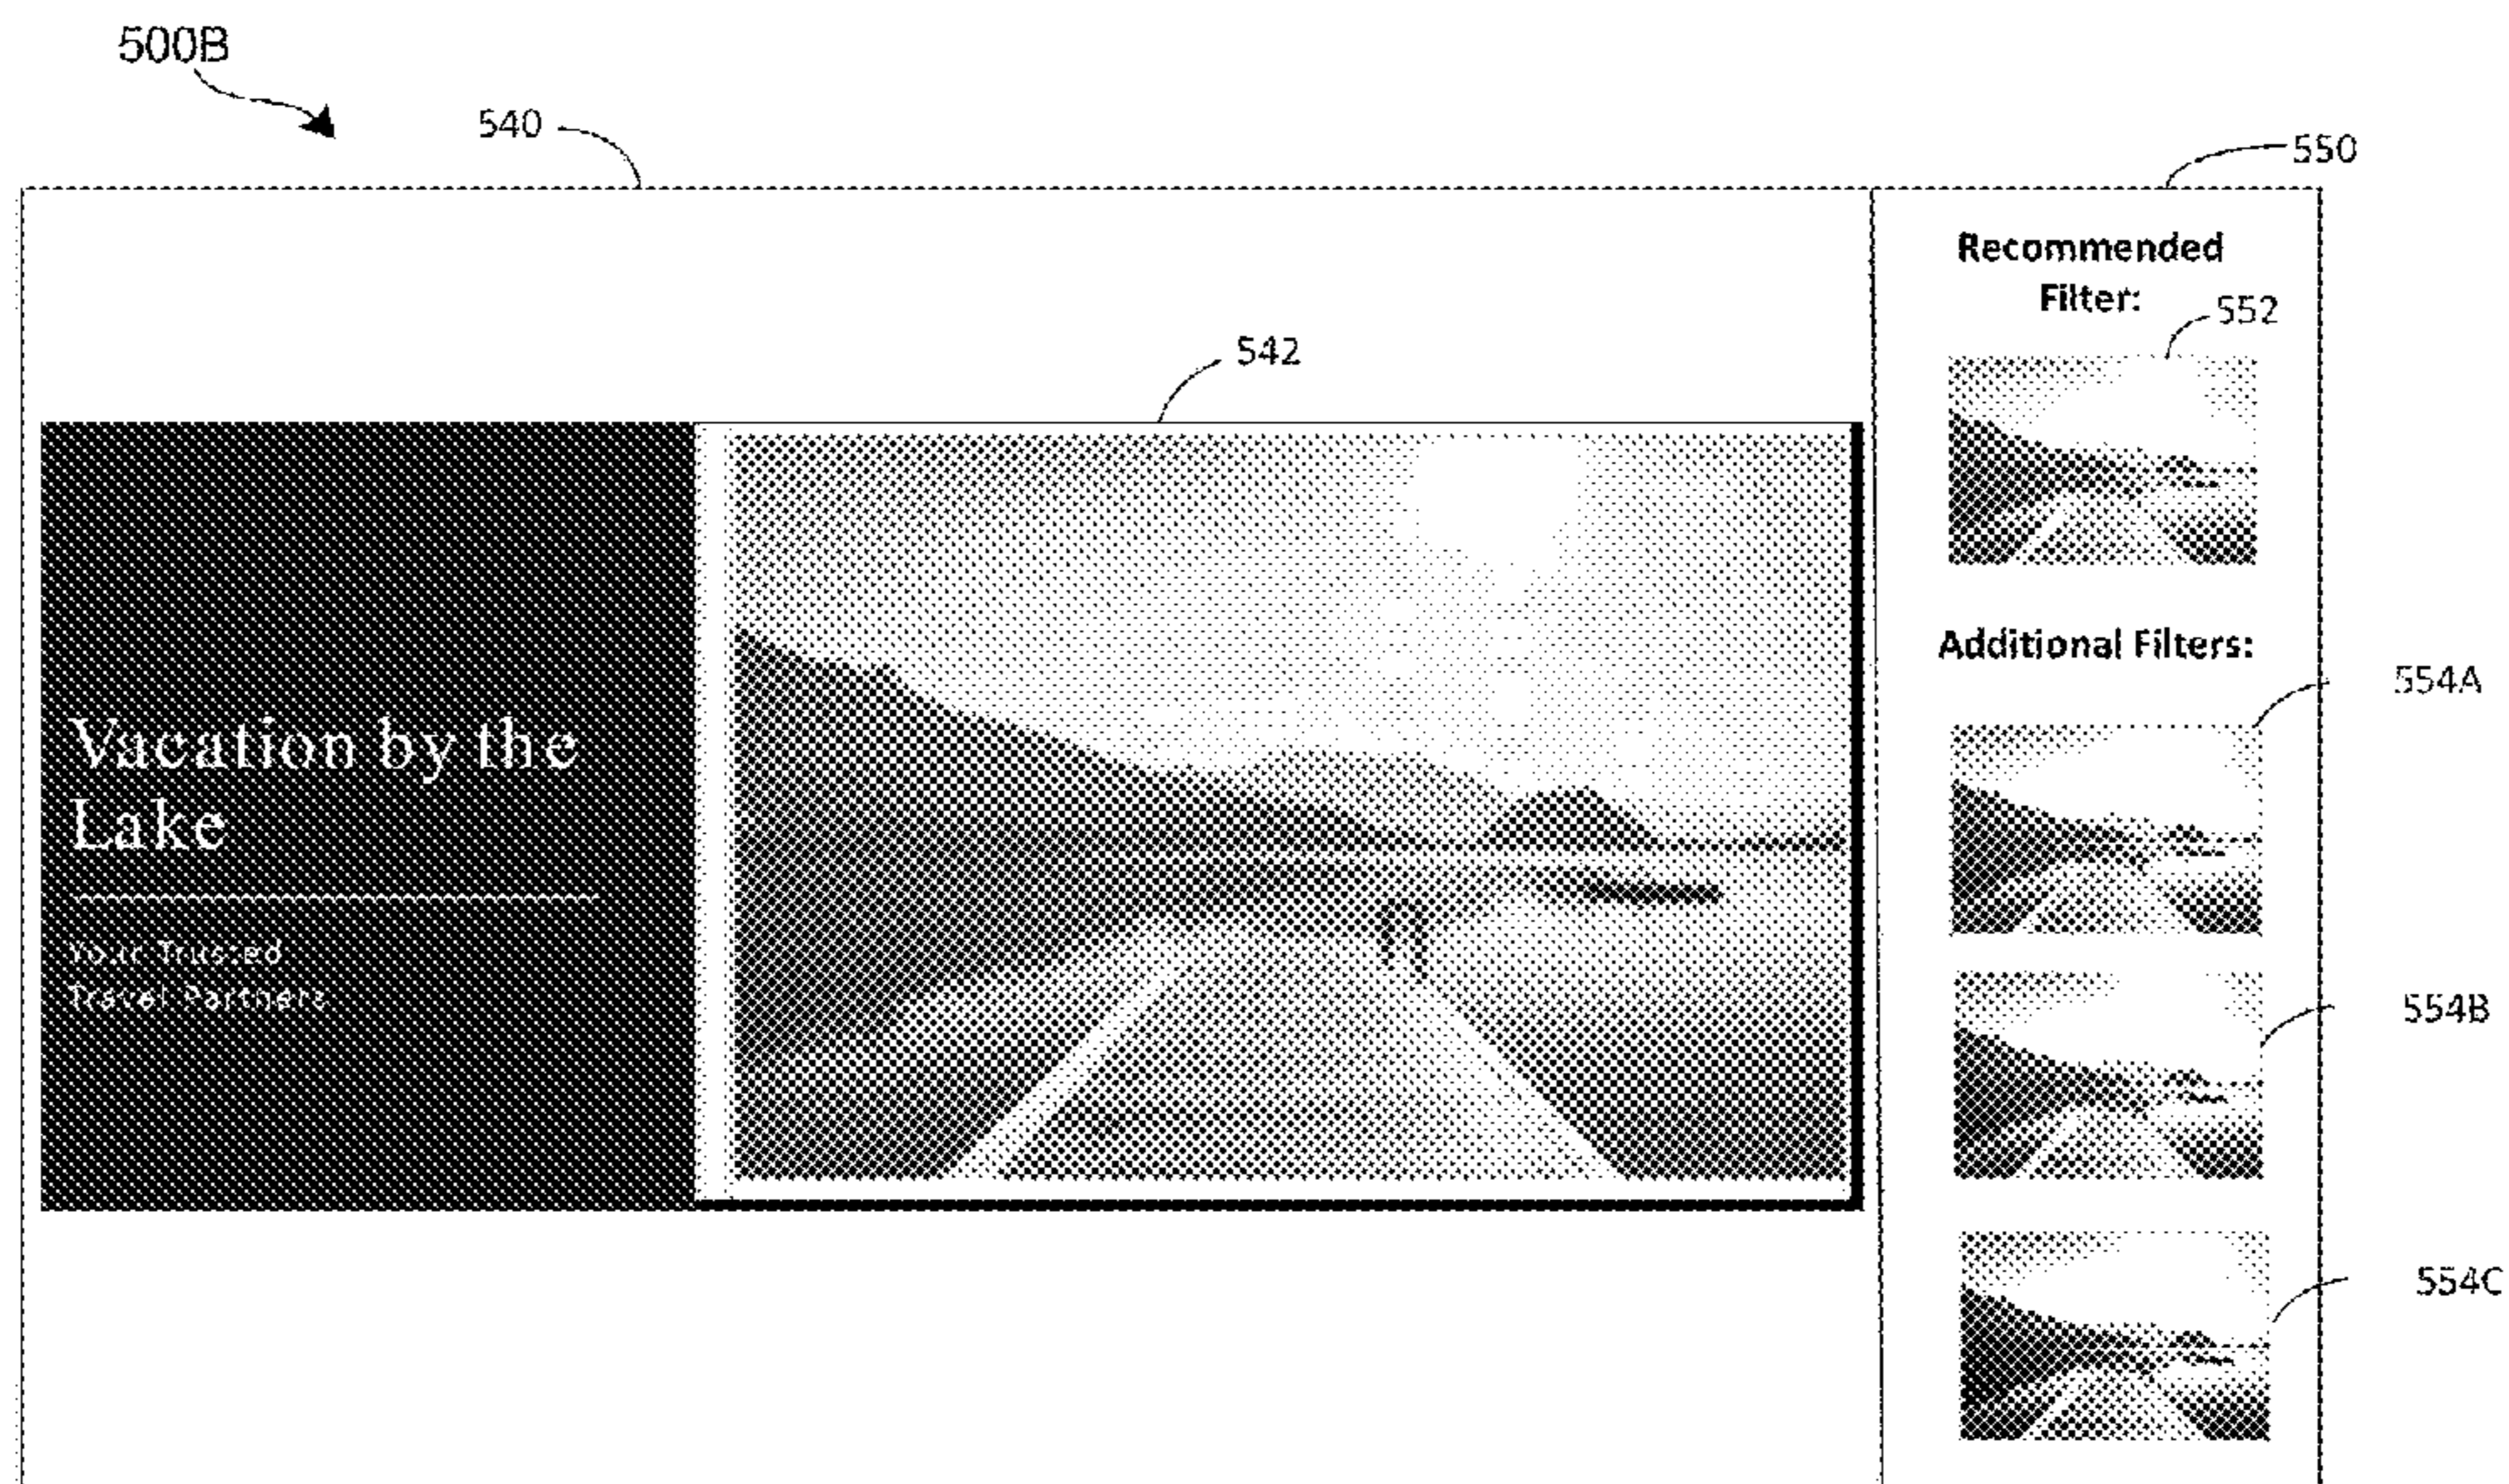 500B
540
550
Recommended
Filter:
552
542
Additional Filters:
554A
Vacation by the
Lake
Your Trusted
Travel Partners
554B
554C